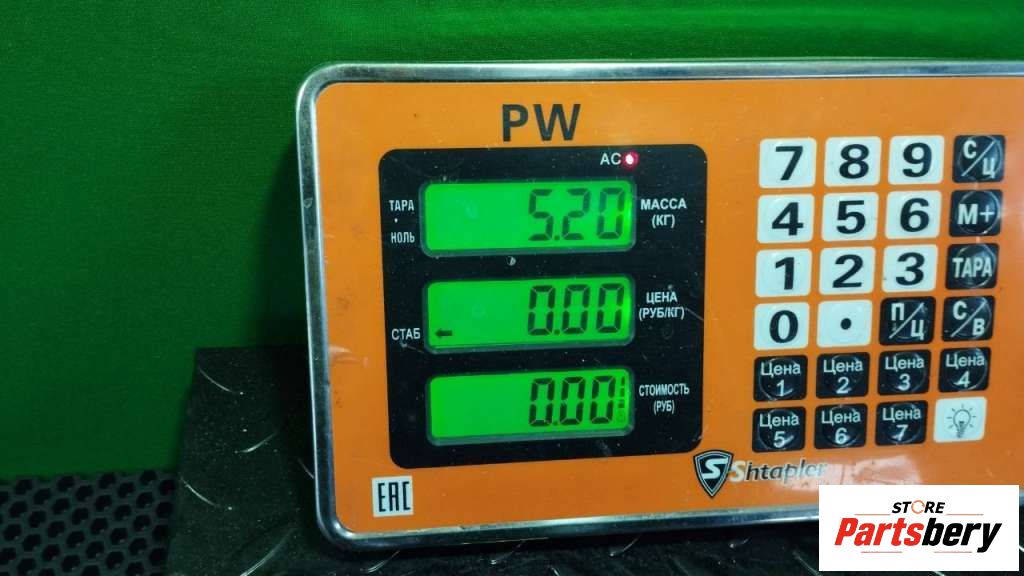 PW
AC
ТАРА
НОЛЬ
5.20
МАССА
(КГ)
СТАБ
0.00
ЦЕНА
(РУБ/КГ)
0.00
СТОИМОСТЬ
(РУБ)
7 8 9 С/Ц
4 5 6 M+
1 2 3 ТАРА
0 . П/Ц С/В
Цена 1 Цена 2 Цена 3 Цена 4
Цена 5 Цена 6 Цена 7
EAC
S Shtapler
STORE
Partsbery